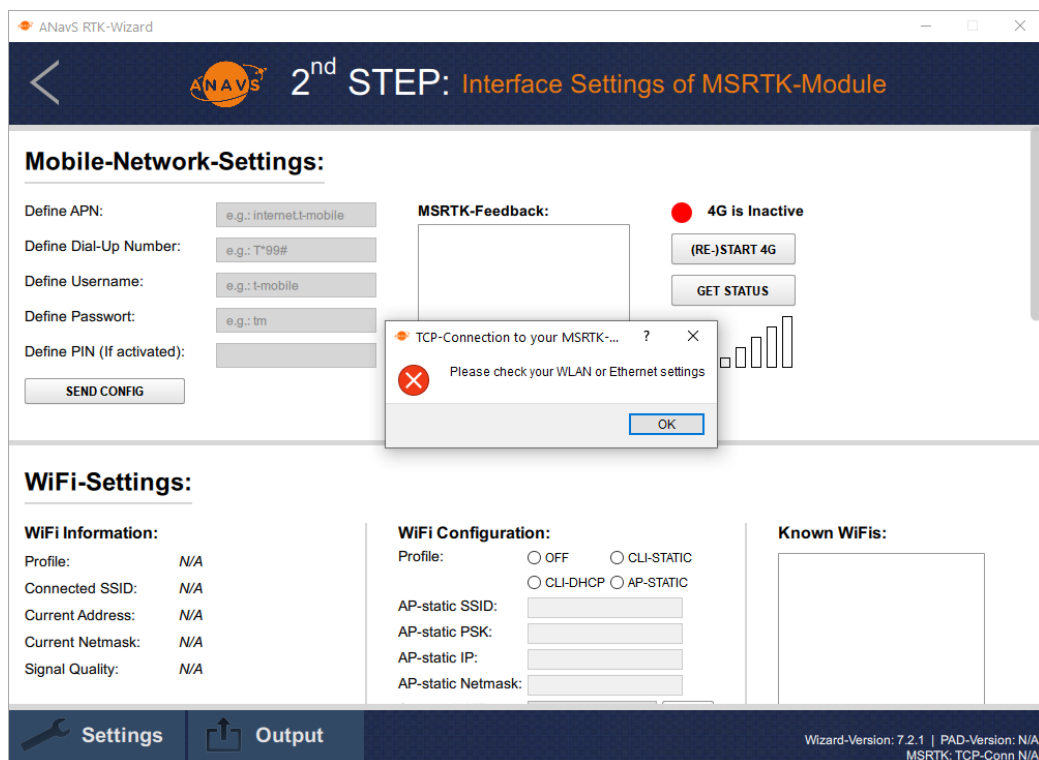 ANavS RTK-Wizard
ANAVS
2nd STEP: Interface Settings of MSRTK-Module
Mobile-Network-Settings:
Define APN:
e.g.: internet.t-mobile
Define Dial-Up Number:
e.g.: T*99#
Define Username:
e.g.: t-mobile
Define Passwort:
e.g.: tm
Define PIN (If activated):
SEND CONFIG
MSRTK-Feedback:
4G is Inactive
(RE-)START 4G
GET STATUS
TCP-Connection to your MSRTK-... ?
Please check your WLAN or Ethernet settings
OK
WiFi-Settings:
WiFi Information:
Profile: N/A
Connected SSID: N/A
Current Address: N/A
Current Netmask: N/A
Signal Quality: N/A
WiFi Configuration:
Profile: OFF CLI-STATIC
CLI-DHCP AP-STATIC
AP-static SSID:
AP-static PSK:
AP-static IP:
AP-static Netmask:
Known WiFis:
Settings
Output
Wizard-Version: 7.2.1 | PAD-Version: N/A
MSRTK: TCP-Conn N/A